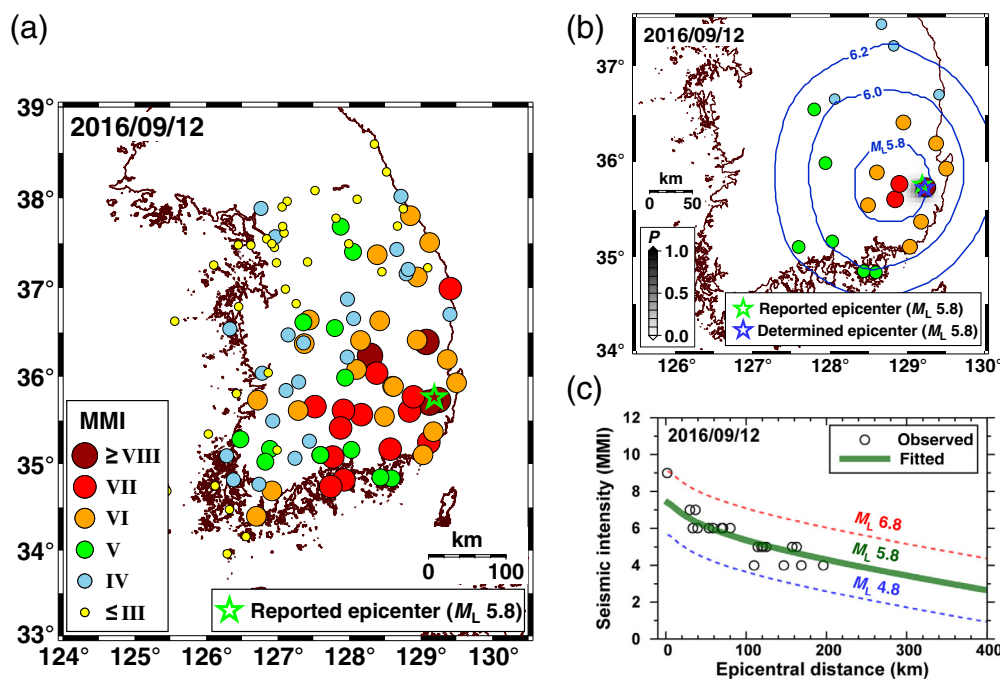 (a)
2016/09/12
39°
38°
37°
36°
35°
34°
33°
124
125
126
127
128
129
130
MMI
≥ VIII
VII
VI
V
IV
≤ III
km
0 100
Reported epicenter (ML 5.8)
(b)
2016/09/12
37°
36°
35°
34°
126
127
128
129
130
6.2
6.0
ML 5.8
km
0 50
P
1.0
0.5
0.0
Reported epicenter (ML 5.8)
Determined epicenter (ML 5.8)
(c)
2016/09/12
Observed
Fitted
ML 6.8
ML 5.8
ML 4.8
Seismic intensity (MMI)
12
10
8
6
4
2
0
0 100 200 300 400
Epicentral distance (km)